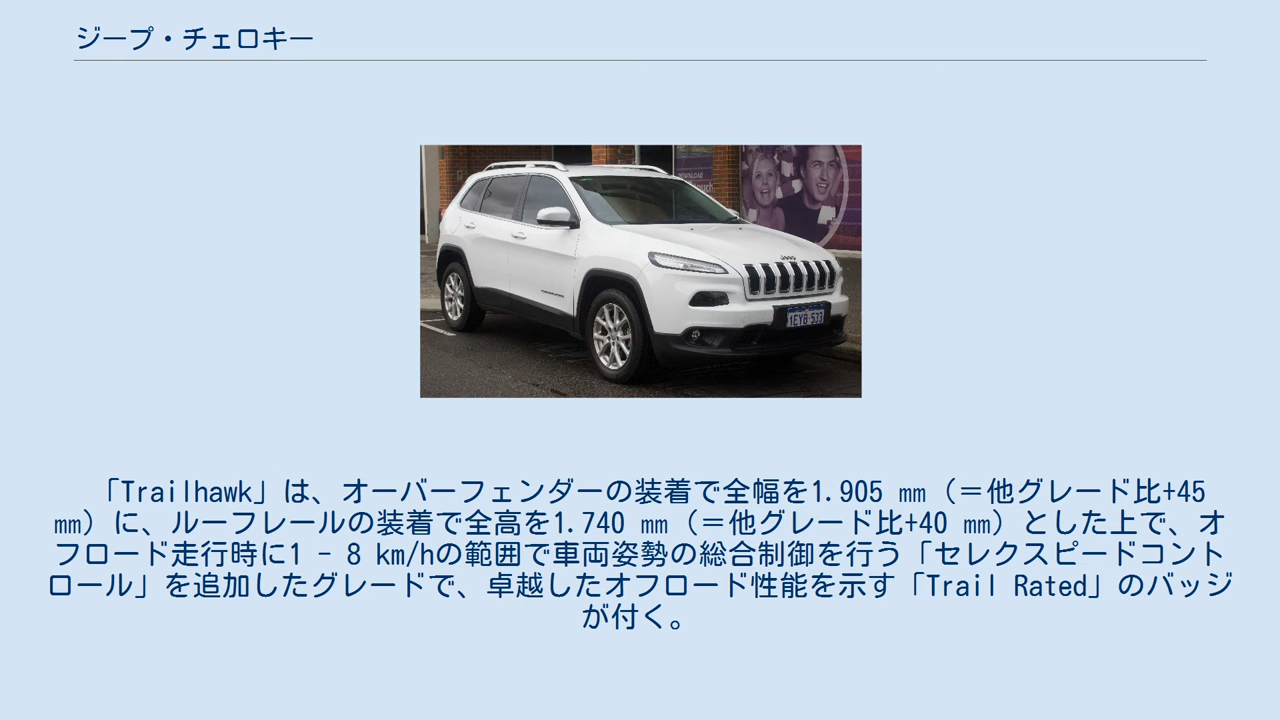 ジープ・チェロキー
DOWNLOAD
Jeep
1EYB·533
「Trailhawk」は、オーバーフェンダーの装着で全幅を1.905 ㎜（＝他グレード比+45
㎜）に、ルーフレールの装着で全高を1.740 ㎜（＝他グレード比+40 ㎜）とした上で、オ
フロード走行時に1 - 8 km/hの範囲で車両姿勢の総合制御を行う「セレクスピードコント
ロール」を追加したグレードで、卓越したオフロード性能を示す「Trail Rated」のバッジ
が付く。